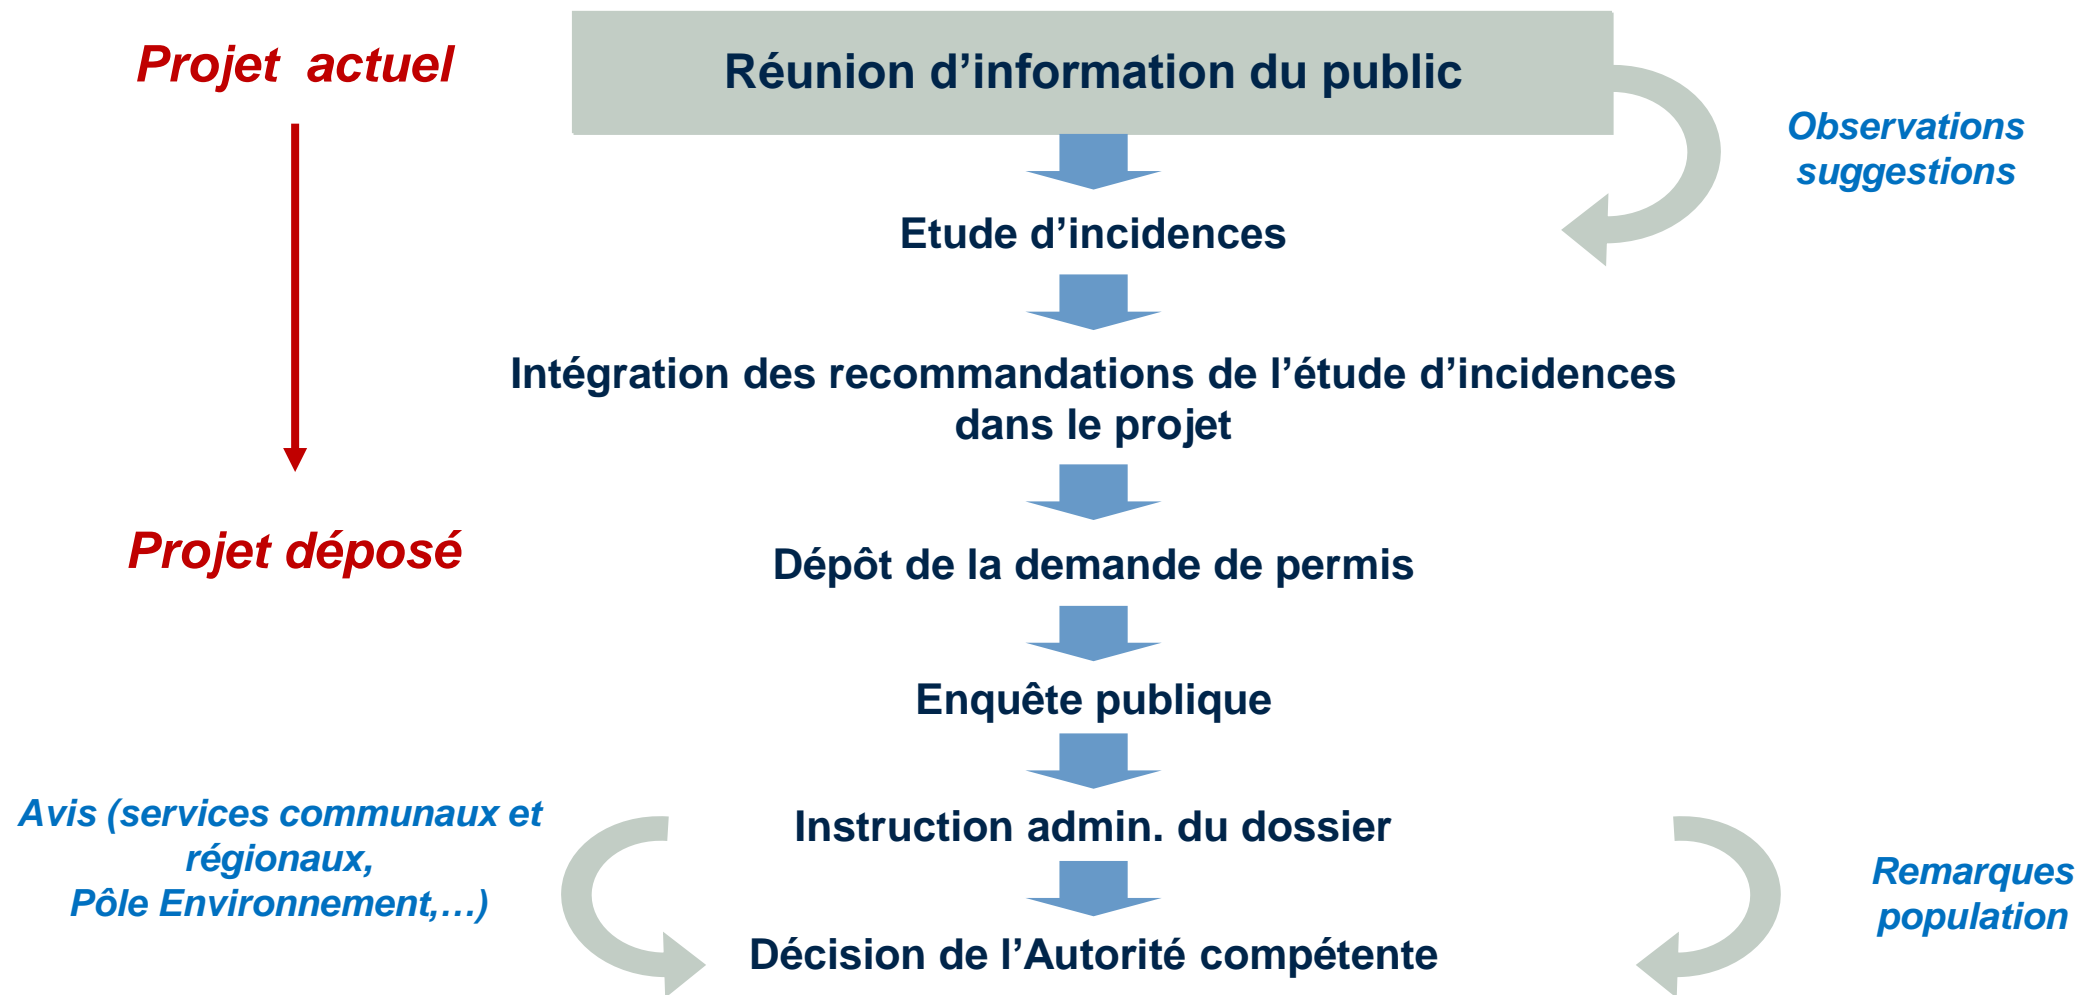 Projet actuel
Réunion d’information du public
Observations
suggestions
Etude d’incidences
Intégration des recommandations de l’étude d’incidences
dans le projet
Projet déposé
Dépôt de la demande de permis
Enquête publique
Avis (services communaux et
régionaux,
Pôle Environnement,…)
Instruction admin. du dossier
Remarques
population
Décision de l’Autorité compétente